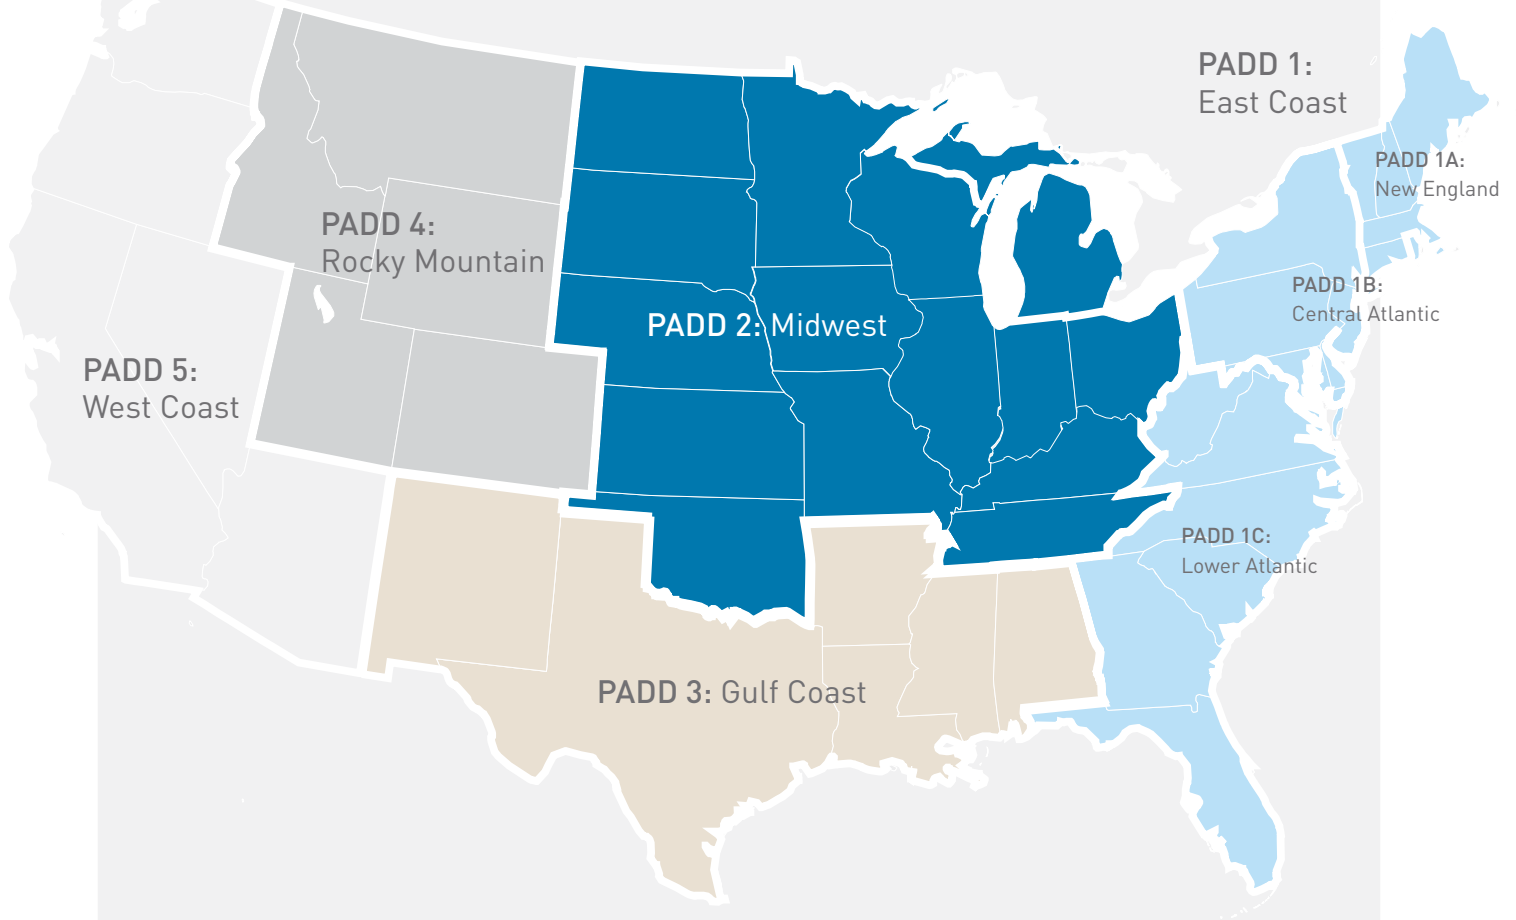 PADD 1:
East Coast
PADD 1A:
New England
PADD 4:
Rocky Mountain
PADD 1B:
Central Atlantic
PADD 2: Midwest
PADD 5:
West Coast
PADD 1C:
Lower Atlantic
PADD 3: Gulf Coast